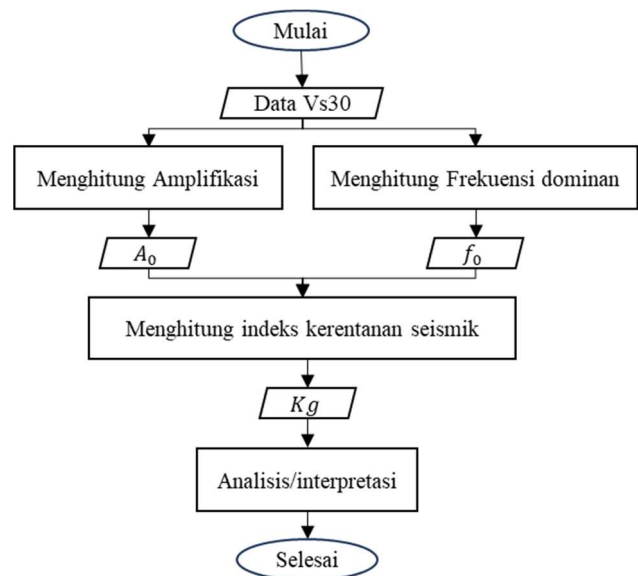 Mulai
Data Vs30
Menghitung Amplifikasi
Menghitung Frekuensi dominan
A₀
f₀
Menghitung indeks kerentanan seismik
Kg
Analisis/interpretasi
Selesai